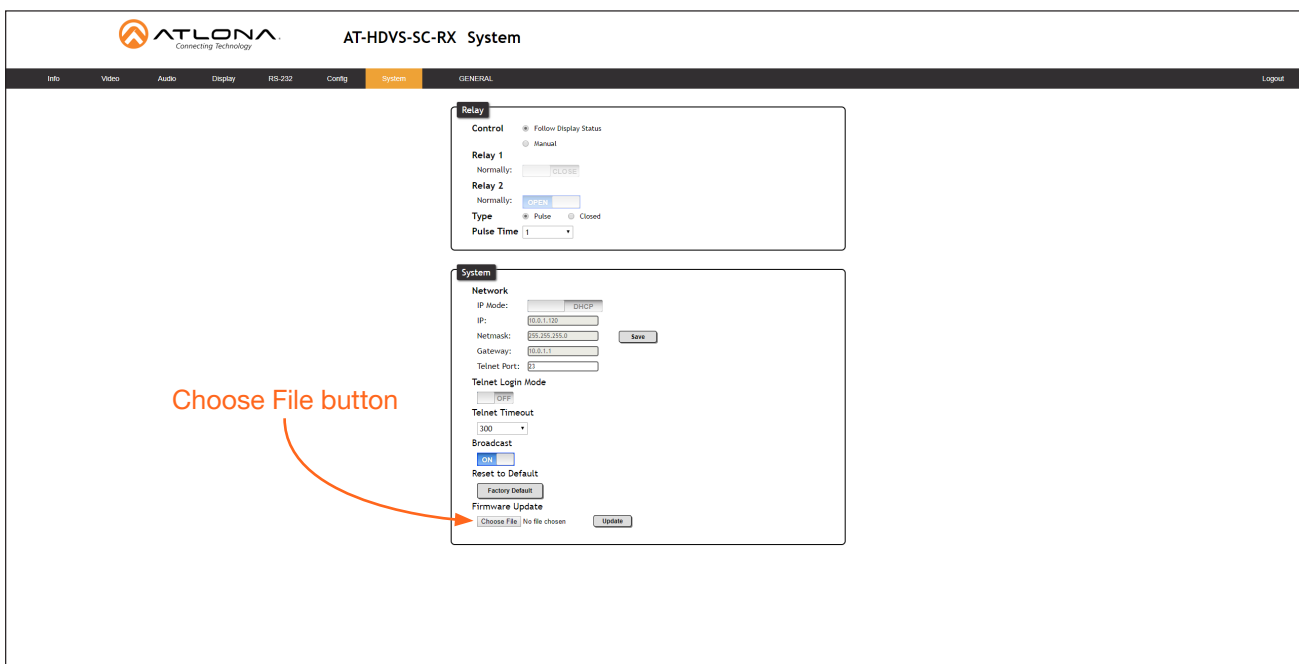 ATLONA
Connecting Technology
AT-HDVS-SC-RX System
Info Video Audio Display RS-232 Config System GENERAL Logout
Relay
Control Follow Display Status
Manual
Relay 1
Normally: CLOSE
Relay 2
Normally: OPEN
Type Pulse Closed
Pulse Time 1
System
Network
IP Mode: DHCP
IP: 10.0.1.120
Netmask: 255.255.255.0 Save
Gateway: 10.0.1.1
Telnet Port: 23
Telnet Login Mode
OFF
Choose File button
Telnet Timeout
300
Broadcast
ON
Reset to Default
Factory Default
Firmware Update
Choose File No file chosen Update